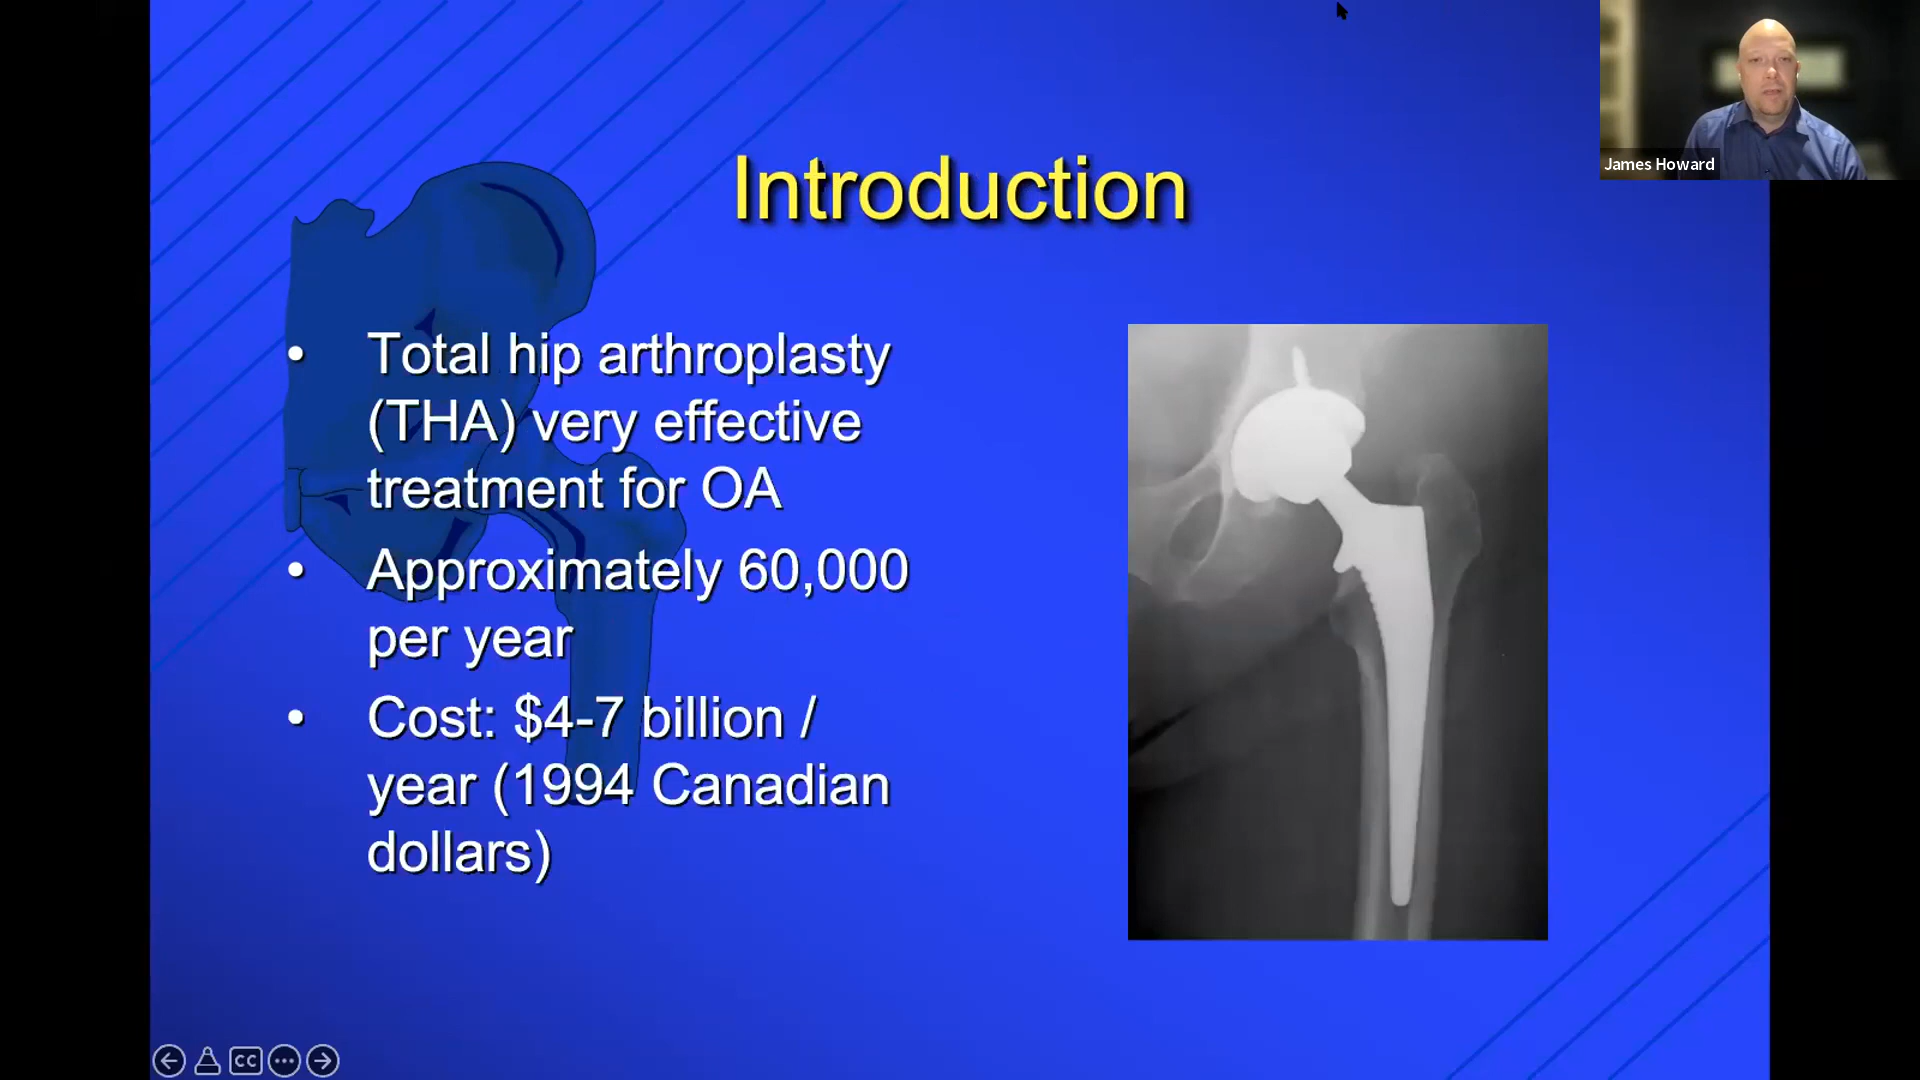 James Howard
Introduction
• Total hip arthroplasty
(THA) very effective
treatment for OA
• Approximately 60,000
per year
• Cost: $4-7 billion /
year (1994 Canadian
dollars)
CC